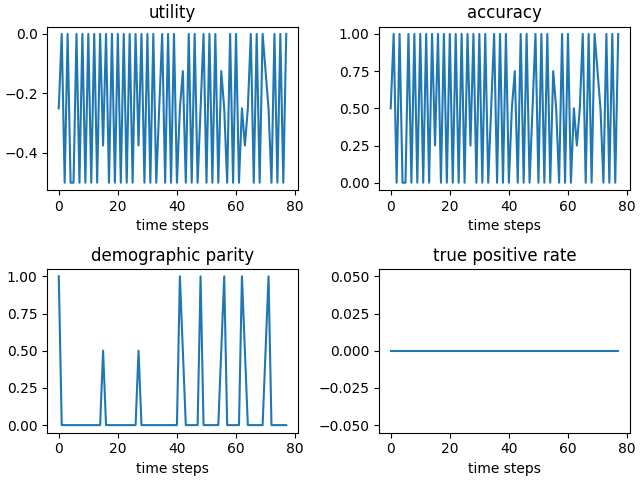 utility
0.0
−0.2
−0.4
0 20 40 60 80
time steps
accuracy
1.00
0.75
0.50
0.25
0.00
0 20 40 60 80
time steps
demographic parity
1.00
0.75
0.50
0.25
0.00
0 20 40 60 80
time steps
true positive rate
0.050
0.025
0.000
−0.025
−0.050
0 20 40 60 80
time steps